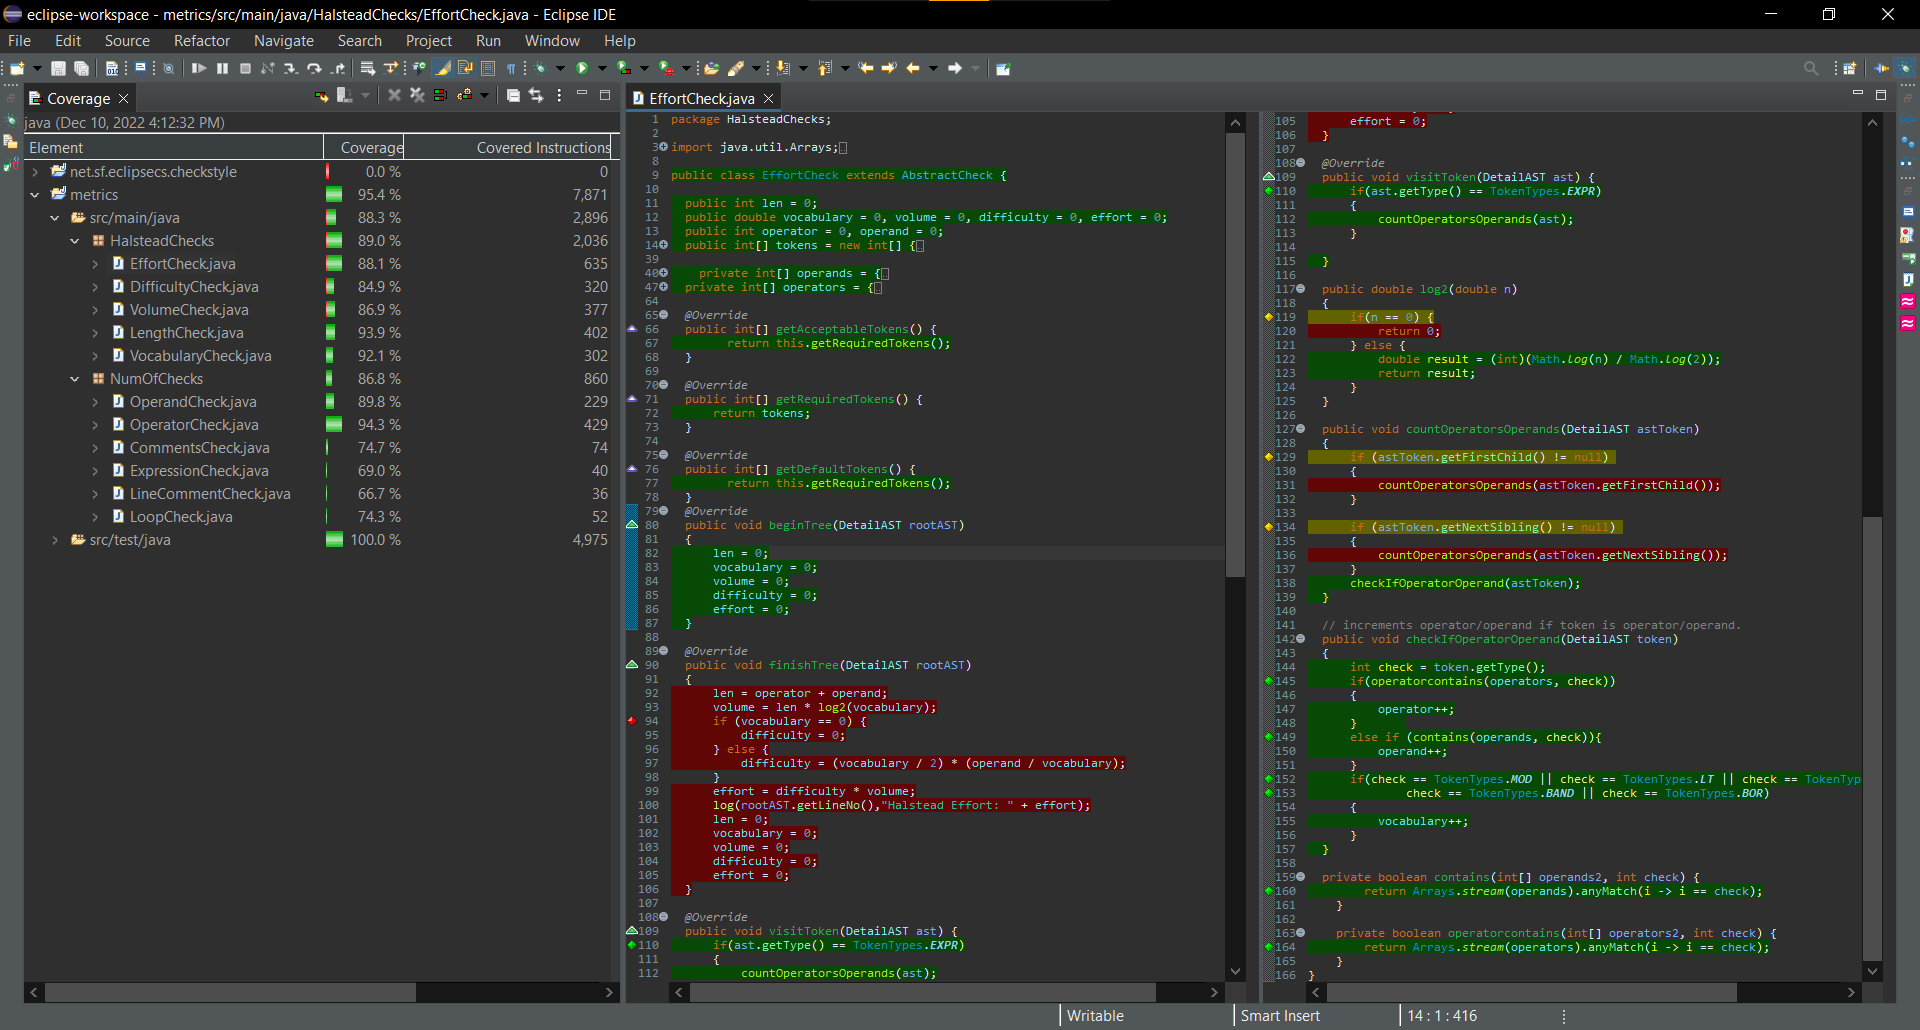 eclipse-workspace - metrics/src/main/java/HalsteadChecks/EffortCheck.java - Eclipse IDE
File Edit Source Refactor Navigate Search Project Run Window Help
Coverage
java (Dec 10, 2022 4:12:32 PM)
Element Coverage Covered Instructions
net.sf.eclipsecs.checkstyle 0.0 % 0
metrics 95.4 % 7,871
src/main/java 88.3 % 2,896
HalsteadChecks 89.0 % 2,036
EffortCheck.java 88.1 % 635
DifficultyCheck.java 84.9 % 320
VolumeCheck.java 86.9 % 377
LengthCheck.java 93.9 % 402
VocabularyCheck.java 92.1 % 302
NumOfChecks 86.8 % 860
OperandCheck.java 89.8 % 229
OperatorCheck.java 94.3 % 429
CommentsCheck.java 74.7 % 74
ExpressionCheck.java 69.0 % 40
LineCommentCheck.java 66.7 % 36
LoopCheck.java 74.3 % 52
src/test/java 100.0 % 4,975
EffortCheck.java
1 package HalsteadChecks;
2
3 import java.util.Arrays;
8
9 public class EffortCheck extends AbstractCheck {
10
11 public int len = 0;
12 public double vocabulary = 0, volume = 0, difficulty = 0, effort = 0;
13 public int operator = 0, operand = 0;
14 public int[] tokens = new int[] {
39
40 private int[] operands = {
47 private int[] operators = {
64
65 @Override
66 public int[] getAcceptableTokens() {
67 return this.getRequiredTokens();
68 }
69
70 @Override
71 public int[] getRequiredTokens() {
72 return tokens;
73 }
74
75 @Override
76 public int[] getDefaultTokens() {
77 return this.getRequiredTokens();
78 }
79 @Override
80 public void beginTree(DetailAST rootAST)
81 {
82 len = 0;
83 vocabulary = 0;
84 volume = 0;
85 difficulty = 0;
86 effort = 0;
87 }
88
89 @Override
90 public void finishTree(DetailAST rootAST)
91 {
92 len = operator + operand;
93 volume = len * log2(vocabulary);
94 if (vocabulary == 0) {
95 difficulty = 0;
96 } else {
97 difficulty = (vocabulary / 2) * (operand / vocabulary);
98 }
99 effort = difficulty * volume;
100 log(rootAST.getLineNo(),"Halstead Effort: " + effort);
101 len = 0;
102 vocabulary = 0;
103 volume = 0;
104 difficulty = 0;
105 effort = 0;
106 }
107
108 @Override
109 public void visitToken(DetailAST ast) {
110 if(ast.getType() == TokenTypes.EXPR)
111 {
112 countOperatorsOperands(ast);
105 effort = 0;
106 }
107
108 @Override
109 public void visitToken(DetailAST ast) {
110 if(ast.getType() == TokenTypes.EXPR)
111 {
112 countOperatorsOperands(ast);
113 }
114
115 }
116
117 public double log2(double n)
118 {
119 if(n == 0) {
120 return 0;
121 } else {
122 double result = (int)(Math.log(n) / Math.log(2));
123 return result;
124 }
125 }
126
127 public void countOperatorsOperands(DetailAST astToken)
128 {
129 if (astToken.getFirstChild() != null)
130 {
131 countOperatorsOperands(astToken.getFirstChild());
132 }
133
134 if (astToken.getNextSibling() != null)
135 {
136 countOperatorsOperands(astToken.getNextSibling());
137 }
138 checkIfOperatorOperand(astToken);
139 }
140
141 // increments operator/operand if token is operator/operand.
142 public void checkIfOperatorOperand(DetailAST token)
143 {
144 int check = token.getType();
145 if(operatorcontains(operators, check))
146 {
147 operator++;
148 }
149 else if (contains(operands, check)){
150 operand++;
151 }
152 if(check == TokenTypes.MOD || check == TokenTypes.LT || check == TokenTyp
153 check == TokenTypes.BAND || check == TokenTypes.BOR)
154 {
155 vocabulary++;
156 }
157 }
158
159 private boolean contains(int[] operands2, int check) {
160 return Arrays.stream(operands).anyMatch(i -> i == check);
161 }
162
163 private boolean operatorcontains(int[] operators2, int check) {
164 return Arrays.stream(operators).anyMatch(i -> i == check);
165 }
166 }
Writable Smart Insert 14 : 1 : 416